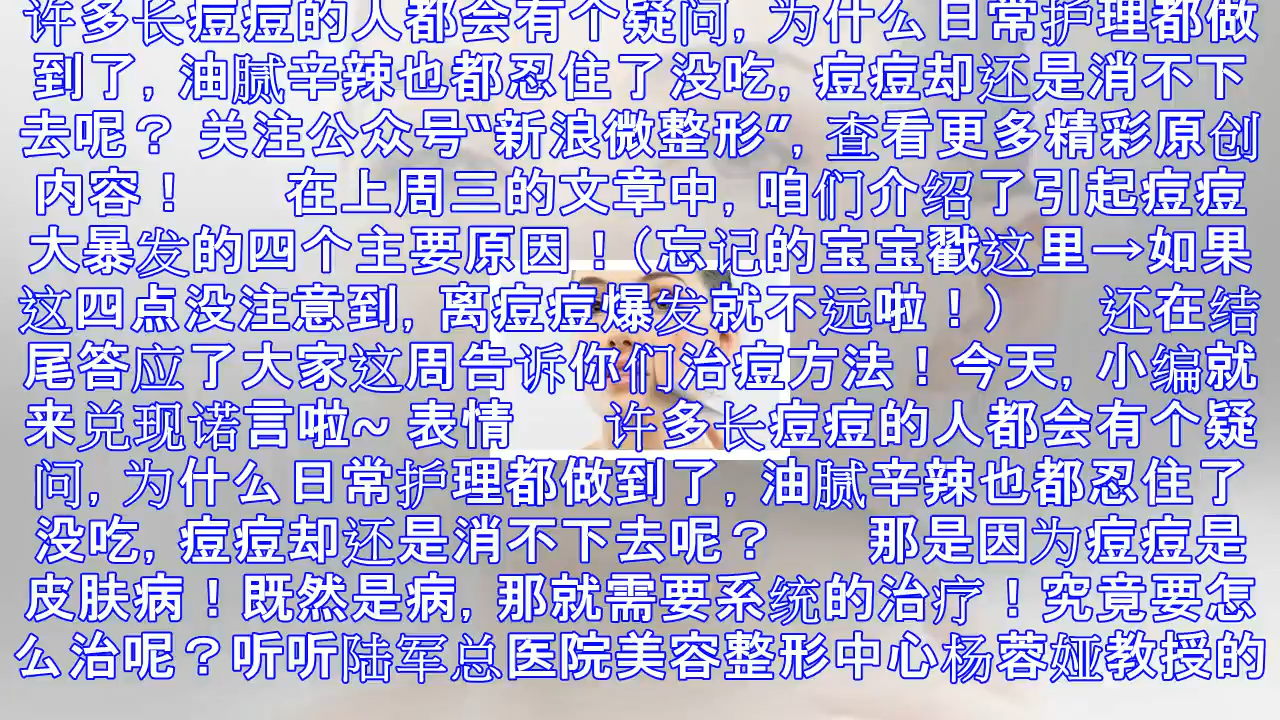 许多长痘痘的人都会有个疑问, 为什么日常护理都做
到了, 油腻辛辣也都忍住了没吃, 痘痘却还是消不下
去呢？ 关注公众号“新浪微整形”, 查看更多精彩原创
内容！ 在上周三的文章中, 咱们介绍了引起痘痘
大暴发的四个主要原因！(忘记的宝宝戳这里→如果
这四点没注意到, 离痘痘爆发就不远啦！) 还在结
尾答应了大家这周告诉你们治痘方法！今天, 小编就
来兑现诺言啦~ 表情 许多长痘痘的人都会有个疑
问, 为什么日常护理都做到了, 油腻辛辣也都忍住了
没吃, 痘痘却还是消不下去呢？ 那是因为痘痘是
皮肤病！既然是病, 那就需要系统的治疗！究竟要怎
么治呢？听听陆军总医院美容整形中心杨蓉娅教授的